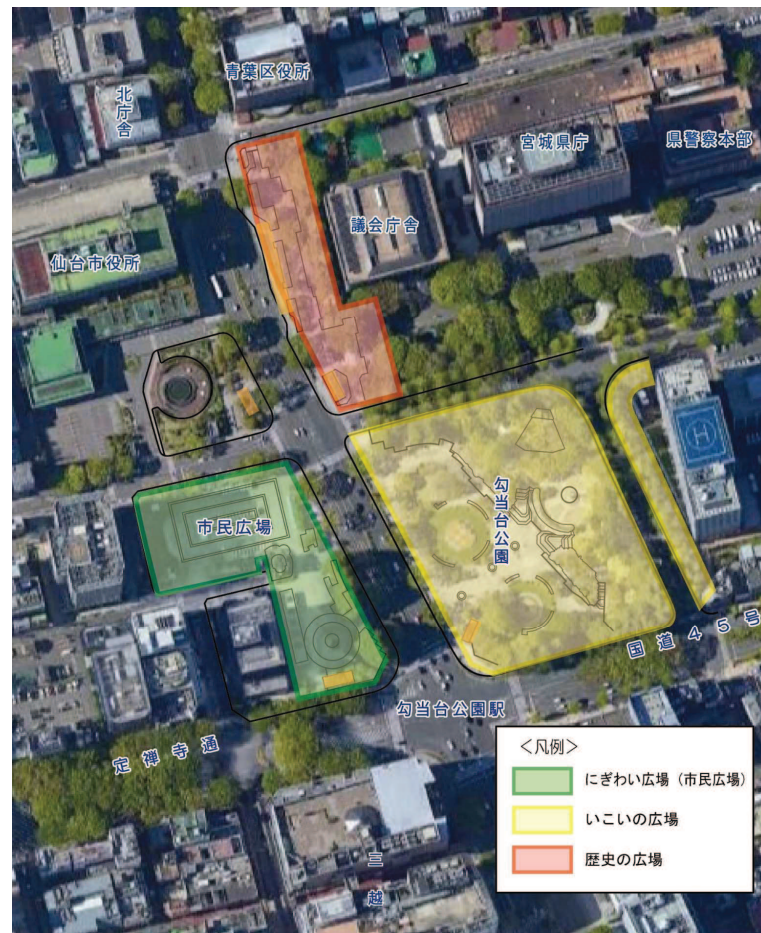 青葉区役所
北庁舎
宮城県庁
県警察本部
議会庁舎
仙台市役所
H
勾当台公園
市民広場
国道45号
勾当台公園駅
定禅寺通
三越
<凡例>
にぎわい広場（市民広場）
いこいの広場
歴史の広場